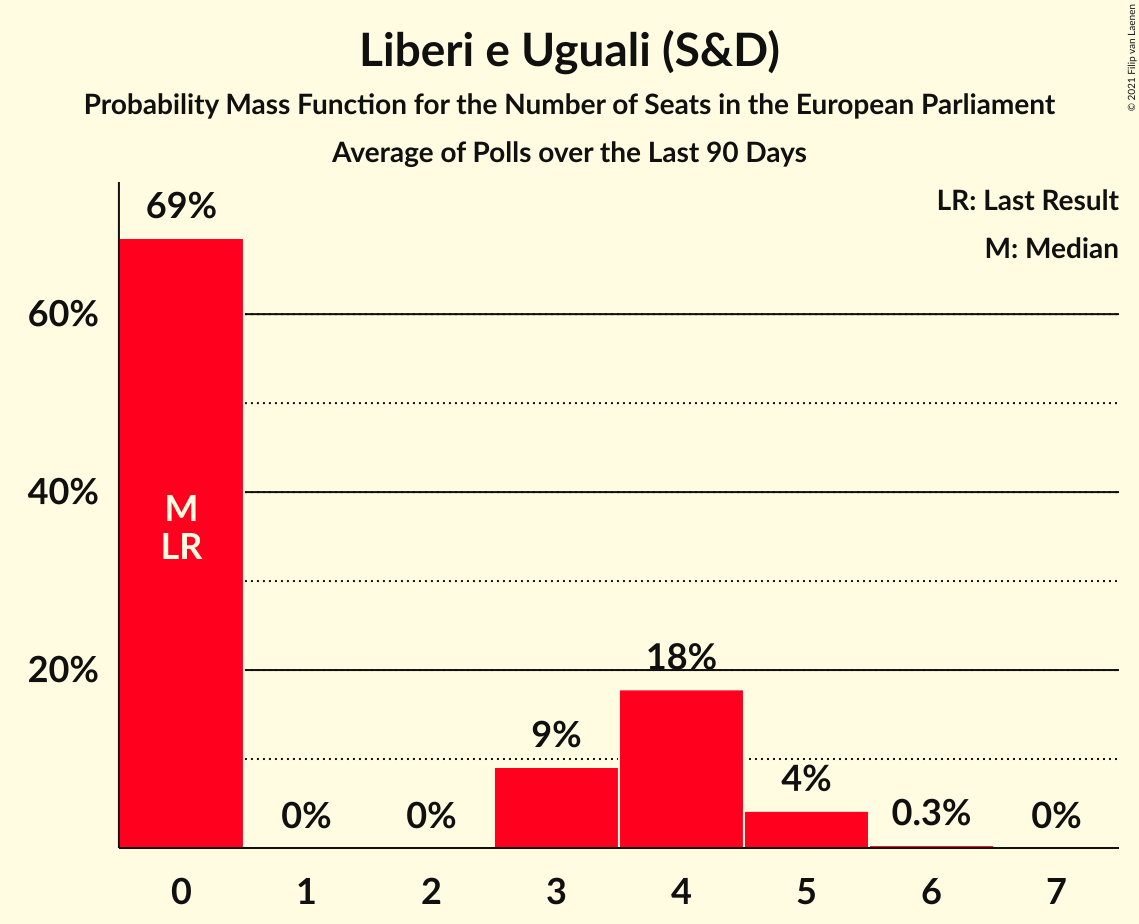 Liberi e Uguali (S&D)
Probability Mass Function for the Number of Seats in the European Parliament
Average of Polls over the Last 90 Days
© 2021 Filip van Laenen
LR: Last Result
M: Median
69%
60%
40%
20%
M
LR
0%
0%
9%
18%
4%
0.3%
0%
0 1 2 3 4 5 6 7